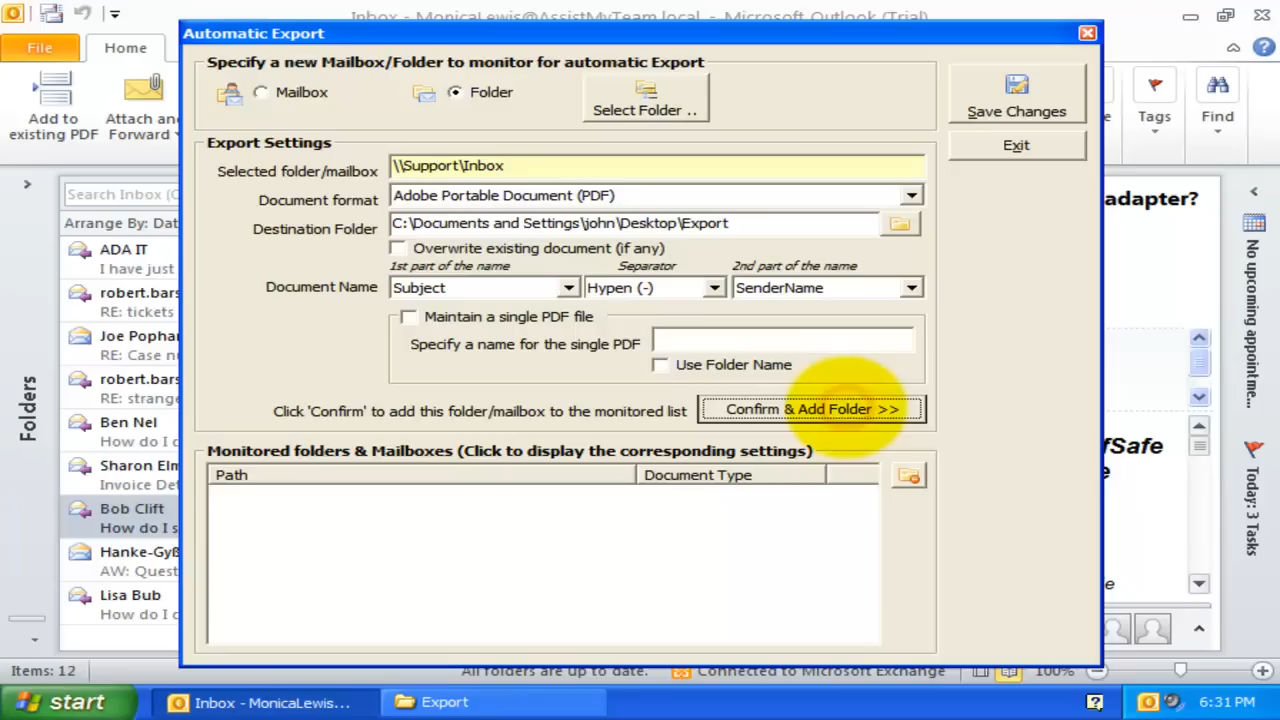 Inbox - MonicaLewis@AssistMyTeam.local - Microsoft Outlook (Trial)
Automatic Export
File
Home
Add to existing PDF
Attach and Forward
Tags
Find
Specify a new Mailbox/Folder to monitor for automatic Export
Mailbox
Folder
Select Folder ..
Save Changes
Exit
Export Settings
Selected folder/mailbox
\\Support\Inbox
Document format
Adobe Portable Document (PDF)
Destination Folder
C:\Documents and Settings\john\Desktop\Export
Overwrite existing document (if any)
1st part of the name
Separator
2nd part of the name
Document Name
Subject
Hypen (-)
SenderName
Maintain a single PDF file
Specify a name for the single PDF
Use Folder Name
Click 'Confirm' to add this folder/mailbox to the monitored list
Confirm & Add Folder >>
Monitored folders & Mailboxes (Click to display the corresponding settings)
Path
Document Type
Search Inbox (C
Arrange By: Dat
ADA IT
I have just
robert.bars
RE: tickets
Joe Pophar
RE: Case nu
robert.bars
RE: strange
Ben Nel
How do I c
Sharon Elm
Invoice Det
Bob Clift
How do I s
Hanke-Gyß
AW: Quest
Lisa Bub
How do I c
Folders
adapter?
fSafe
e
No upcoming appointme...
Today: 3 Tasks
Items: 12
All folders are up to date.
Connected to Microsoft Exchange
100%
start
Inbox - MonicaLewis...
Export
6:31 PM